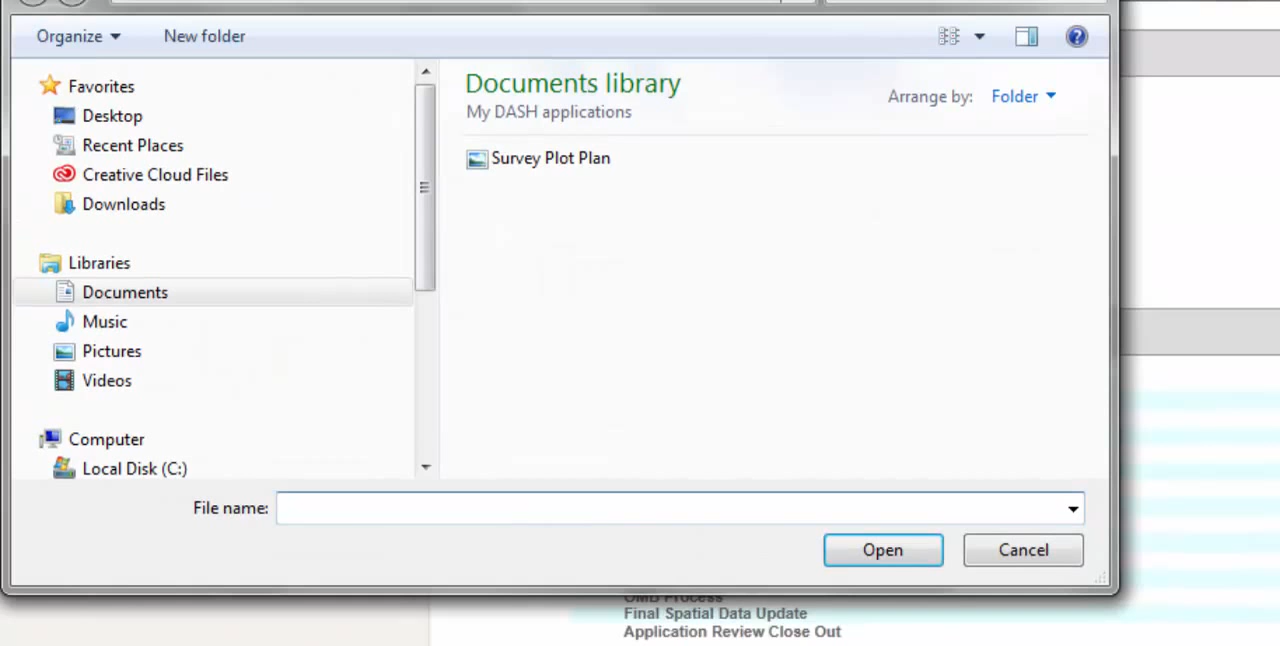 Organize New folder
Favorites
Desktop
Recent Places
Creative Cloud Files
Downloads
Libraries
Documents
Music
Pictures
Videos
Computer
Local Disk (C:)
Documents library
My DASH applications
Arrange by: Folder
Survey Plot Plan
File name:
Open Cancel
OMB Process
Final Spatial Data Update
Application Review Close Out